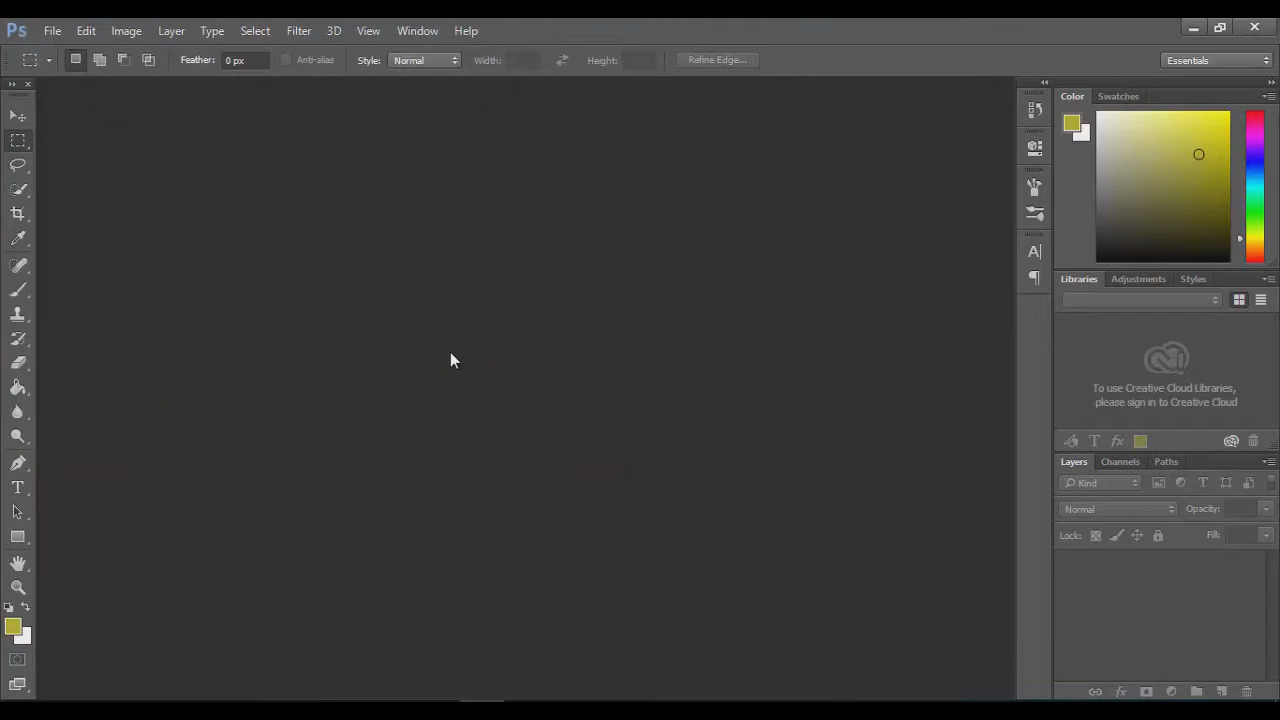 Ps File Edit Image Layer Type Select Filter 3D View Window Help
Feather: 0 px Anti-alias Style: Normal Width: Height: Refine Edge... Essentials
Color Swatches
Libraries Adjustments Styles
To use Creative Cloud Libraries,
please sign in to Creative Cloud
T fx
Layers Channels Paths
Kind T
Normal Opacity:
Lock: Fill:
fx
A
T